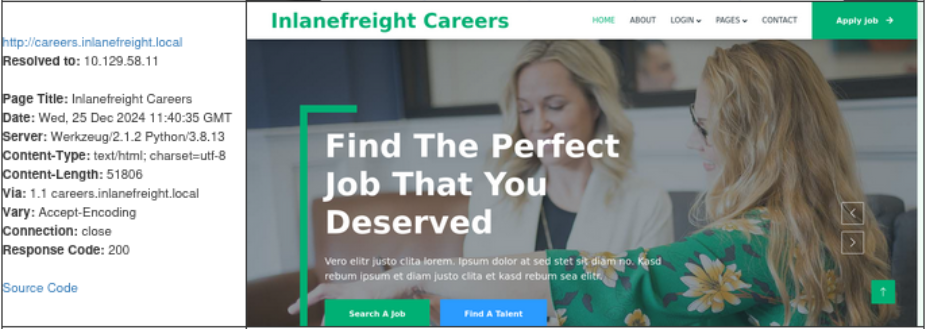 http://careers.inlanefreight.local
Resolved to: 10.129.58.11
Page Title: Inlanefreight Careers
Date: Wed, 25 Dec 2024 11:40:35 GMT
Server: Werkzeug/2.1.2 Python/3.8.13
Content-Type: text/html; charset=utf-8
Content-Length: 51806
Via: 1.1 careers.inlanefreight.local
Vary: Accept-Encoding
Connection: close
Response Code: 200
Source Code
Inlanefreight Careers
HOME ABOUT LOGIN PAGES CONTACT Apply job
Find The Perfect
Job That You
Deserved
Vero elitr justo clita lorem. Ipsum dolor at sed stet sit diam no. Kasd
rebum ipsum et diam justo clita et kasd rebum sea elitr.
Search A Job Find A Talent